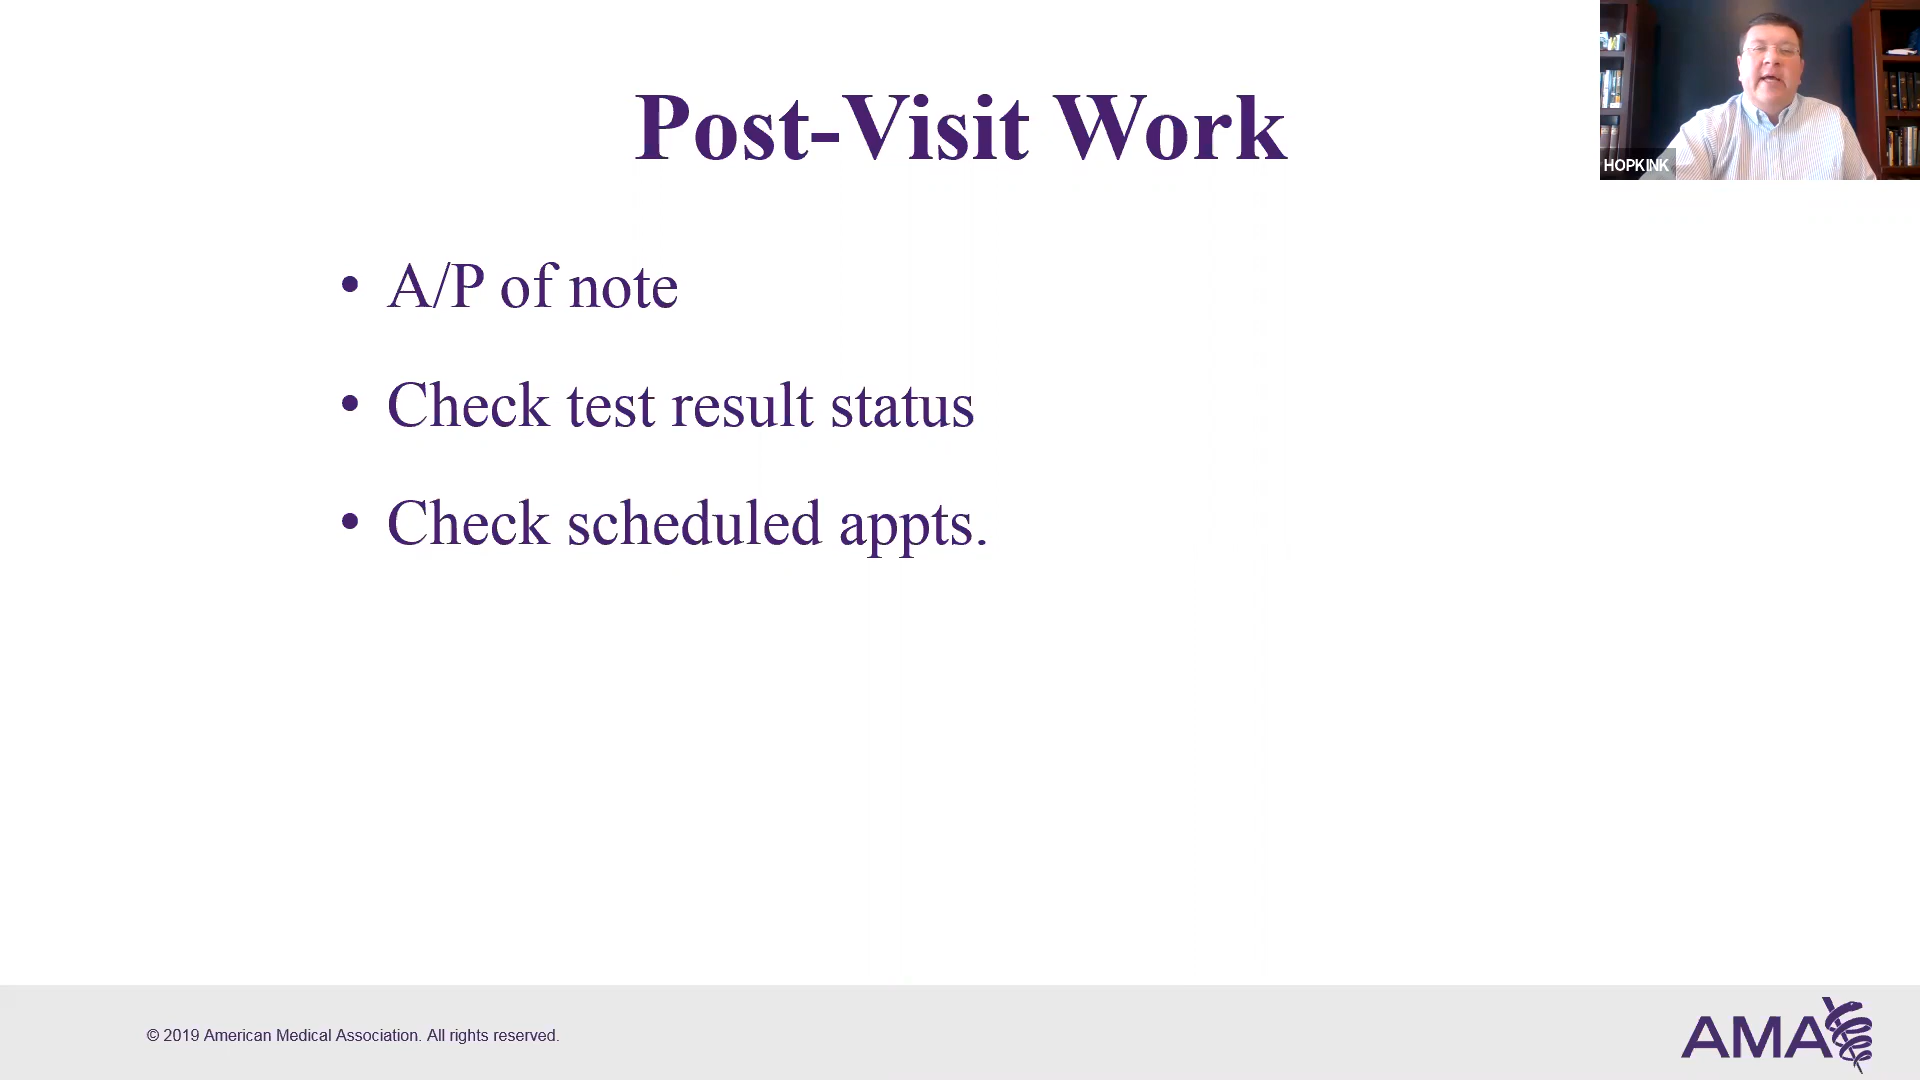 Post-Visit Work
HOPKINK
• A/P of note
• Check test result status
• Check scheduled appts.
© 2019 American Medical Association. All rights reserved.
AMA